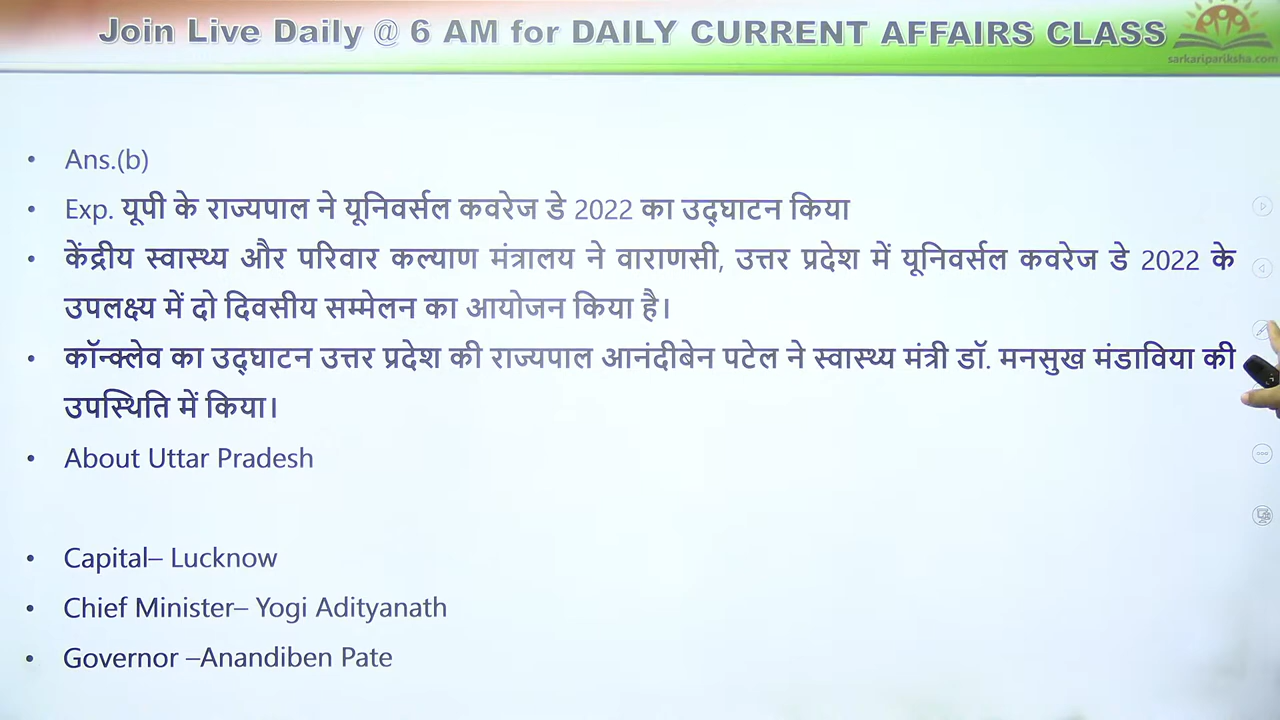 Join Live Daily @ 6 AM for DAILY CURRENT AFFAIRS CLASS
sarkaripariksha.com
• Ans.(b)
• Exp. यूपी के राज्यपाल ने यूनिवर्सल कवरेज डे 2022 का उद्घाटन किया
• केंद्रीय स्वास्थ्य और परिवार कल्याण मंत्रालय ने वाराणसी, उत्तर प्रदेश में यूनिवर्सल कवरेज डे 2022 के
उपलक्ष्य में दो दिवसीय सम्मेलन का आयोजन किया है।
• कॉन्क्लेव का उद्घाटन उत्तर प्रदेश की राज्यपाल आनंदीबेन पटेल ने स्वास्थ्य मंत्री डॉ. मनसुख मंडाविया की
उपस्थिति में किया।
• About Uttar Pradesh
• Capital– Lucknow
• Chief Minister– Yogi Adityanath
• Governor –Anandiben Pate